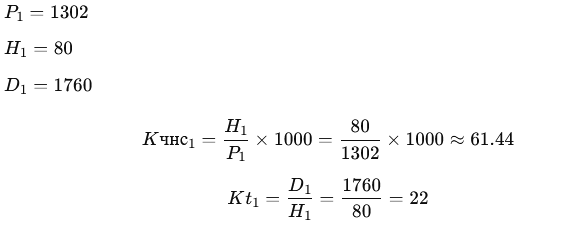 P₁ = 1302
H₁ = 80
D₁ = 1760
Kчнс₁ = H₁/P₁ × 1000 = 80/1302 × 1000 ≈ 61.44
Kt₁ = D₁/H₁ = 1760/80 = 22